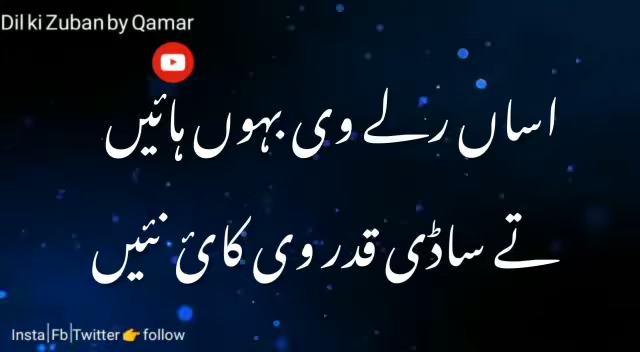 Dil ki Zuban by Qamar
اساں رلے وی بہوں ہائیں
تے ساڈی قدر وی کائ نئیں
Insta|Fb|Twitter 👉 follow